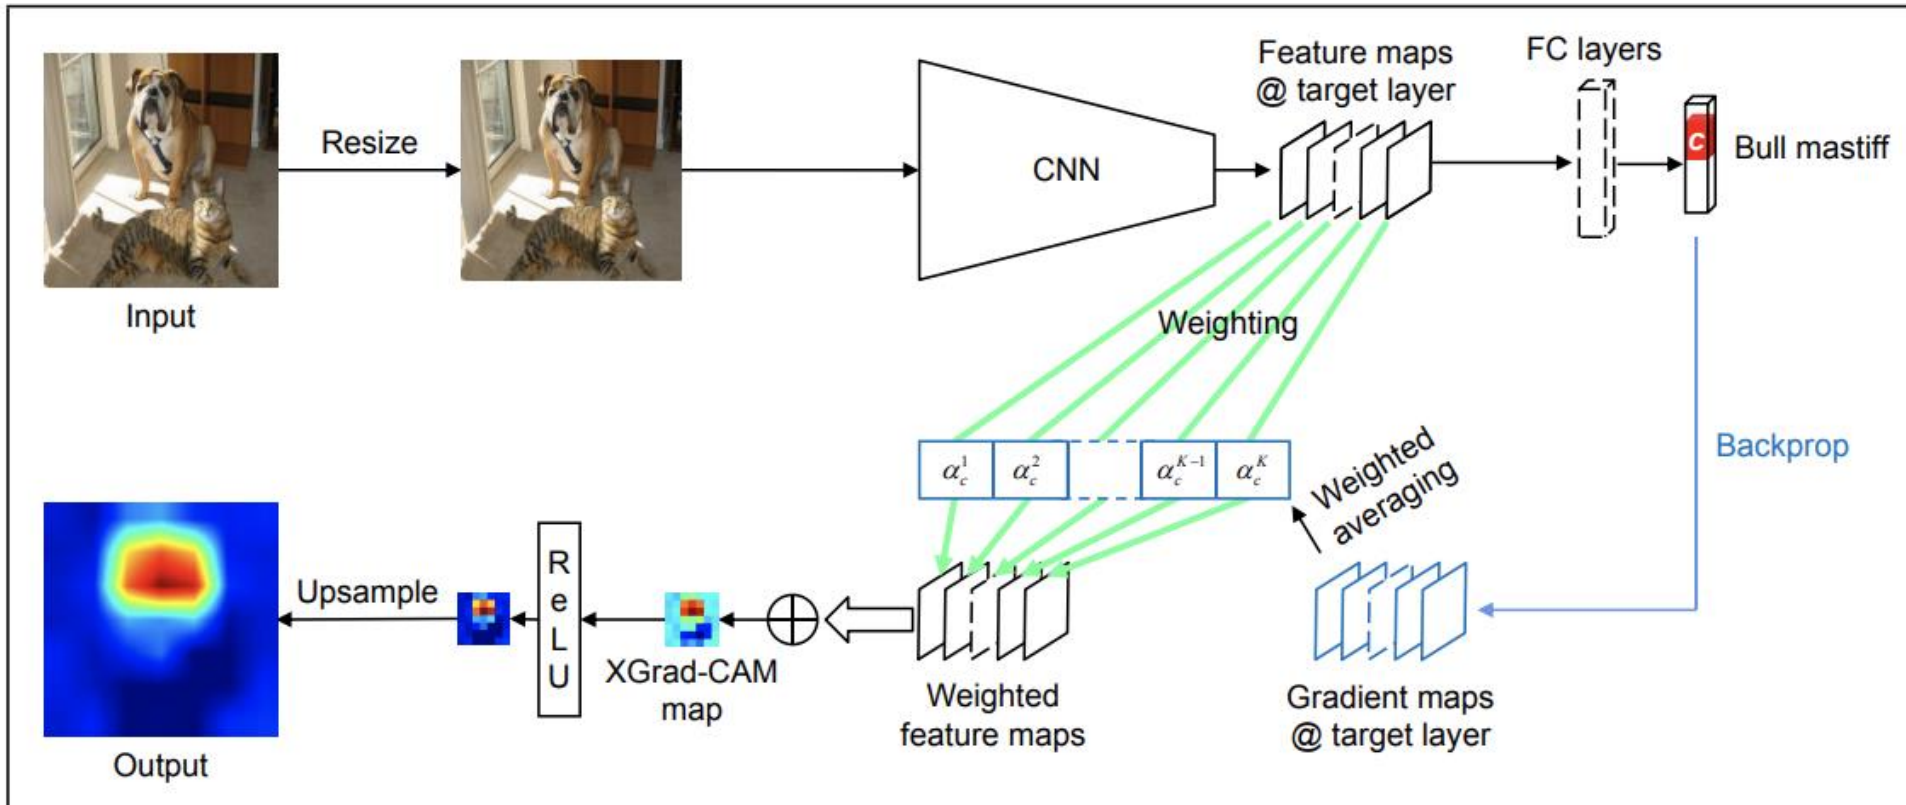 Feature maps
@ target layer
FC layers
Resize
CNN
C
Bull mastiff
Input
Weighting
α_c^1
α_c^2
α_c^{K-1}
α_c^K
Weighted
averaging
Backprop
Upsample
ReLU
XGrad-CAM
map
Weighted
feature maps
Gradient maps
@ target layer
Output